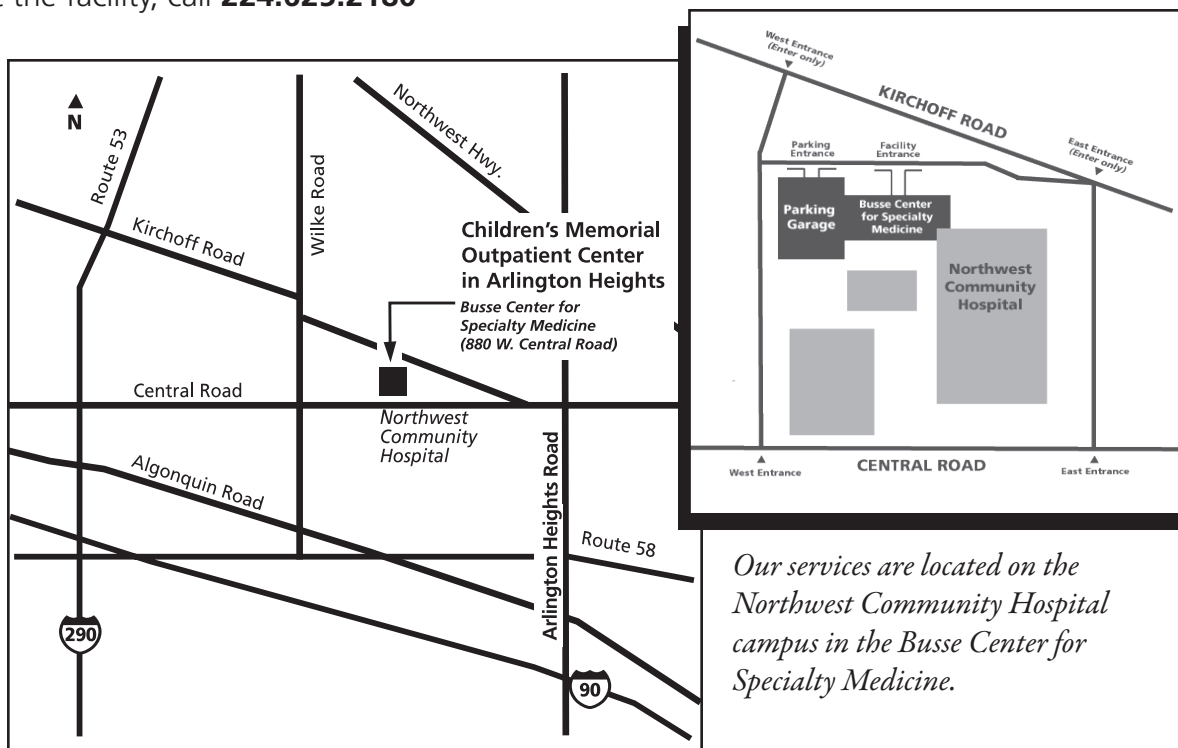 the facility, call 224.625.2180
N
Route 53
Kirchoff Road
Wilke Road
Northwest Hwy.
Children's Memorial
Outpatient Center
in Arlington Heights
Busse Center for
Specialty Medicine
(880 W. Central Road)
Central Road
Northwest
Community
Hospital
Algonquin Road
Arlington Heights Road
Route 58
290
90
West Entrance
(Enter only)
KIRCHOFF ROAD
East Entrance
(Enter only)
Parking
Entrance
Facility
Entrance
Parking
Garage
Busse Center
for Specialty
Medicine
Northwest
Community
Hospital
West Entrance
CENTRAL ROAD
East Entrance
Our services are located on the
Northwest Community Hospital
campus in the Busse Center for
Specialty Medicine.